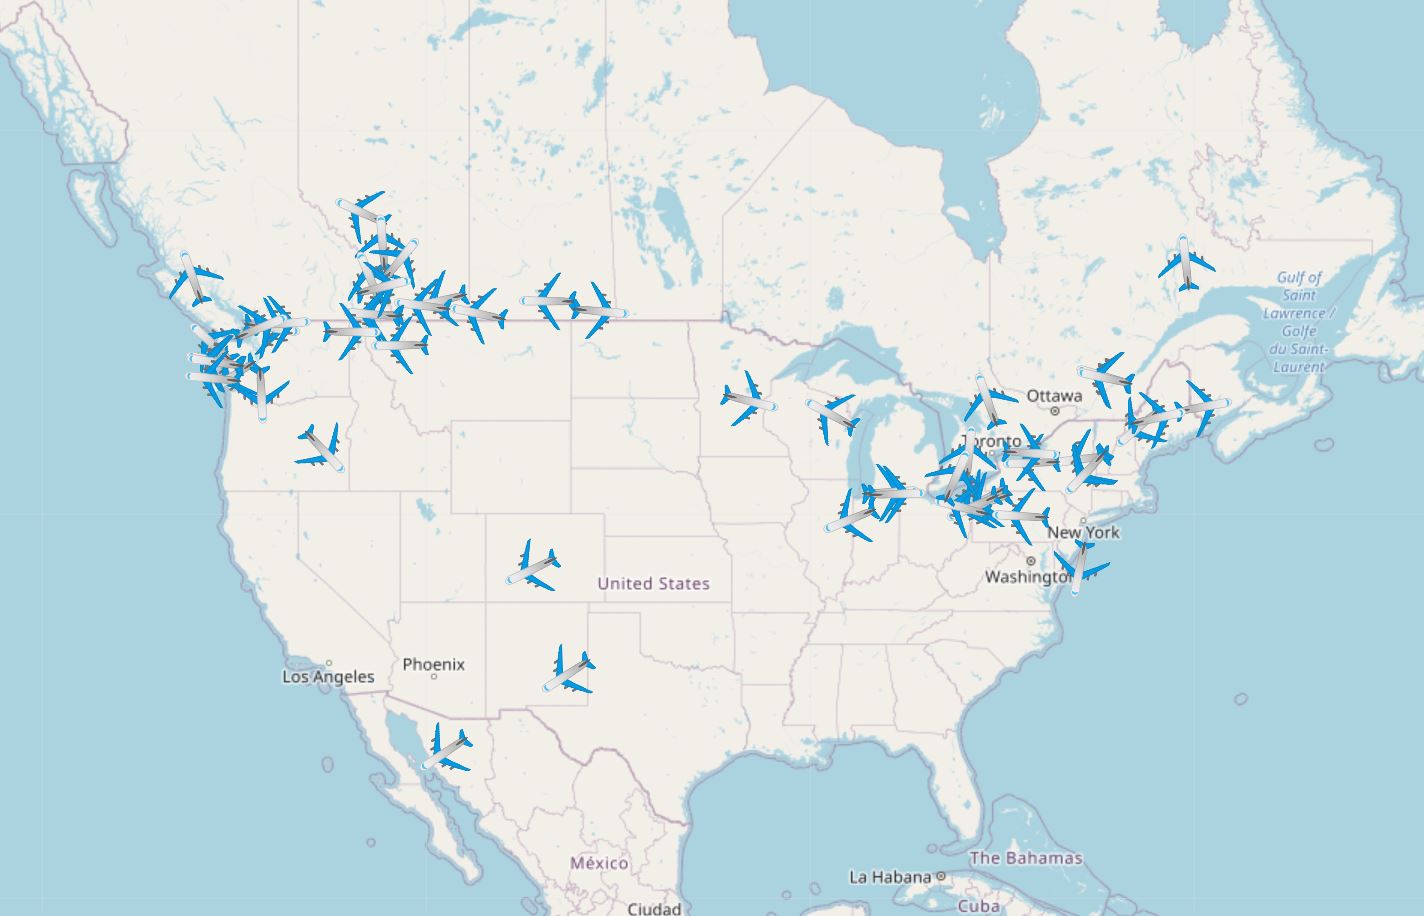 Gulf of
Saint
Lawrence /
Golfe
du Saint-
Laurent
Ottawa
Toronto
New York
Washington
United States
Los Angeles
Phoenix
México
The Bahamas
La Habana
Cuba
Ciudad